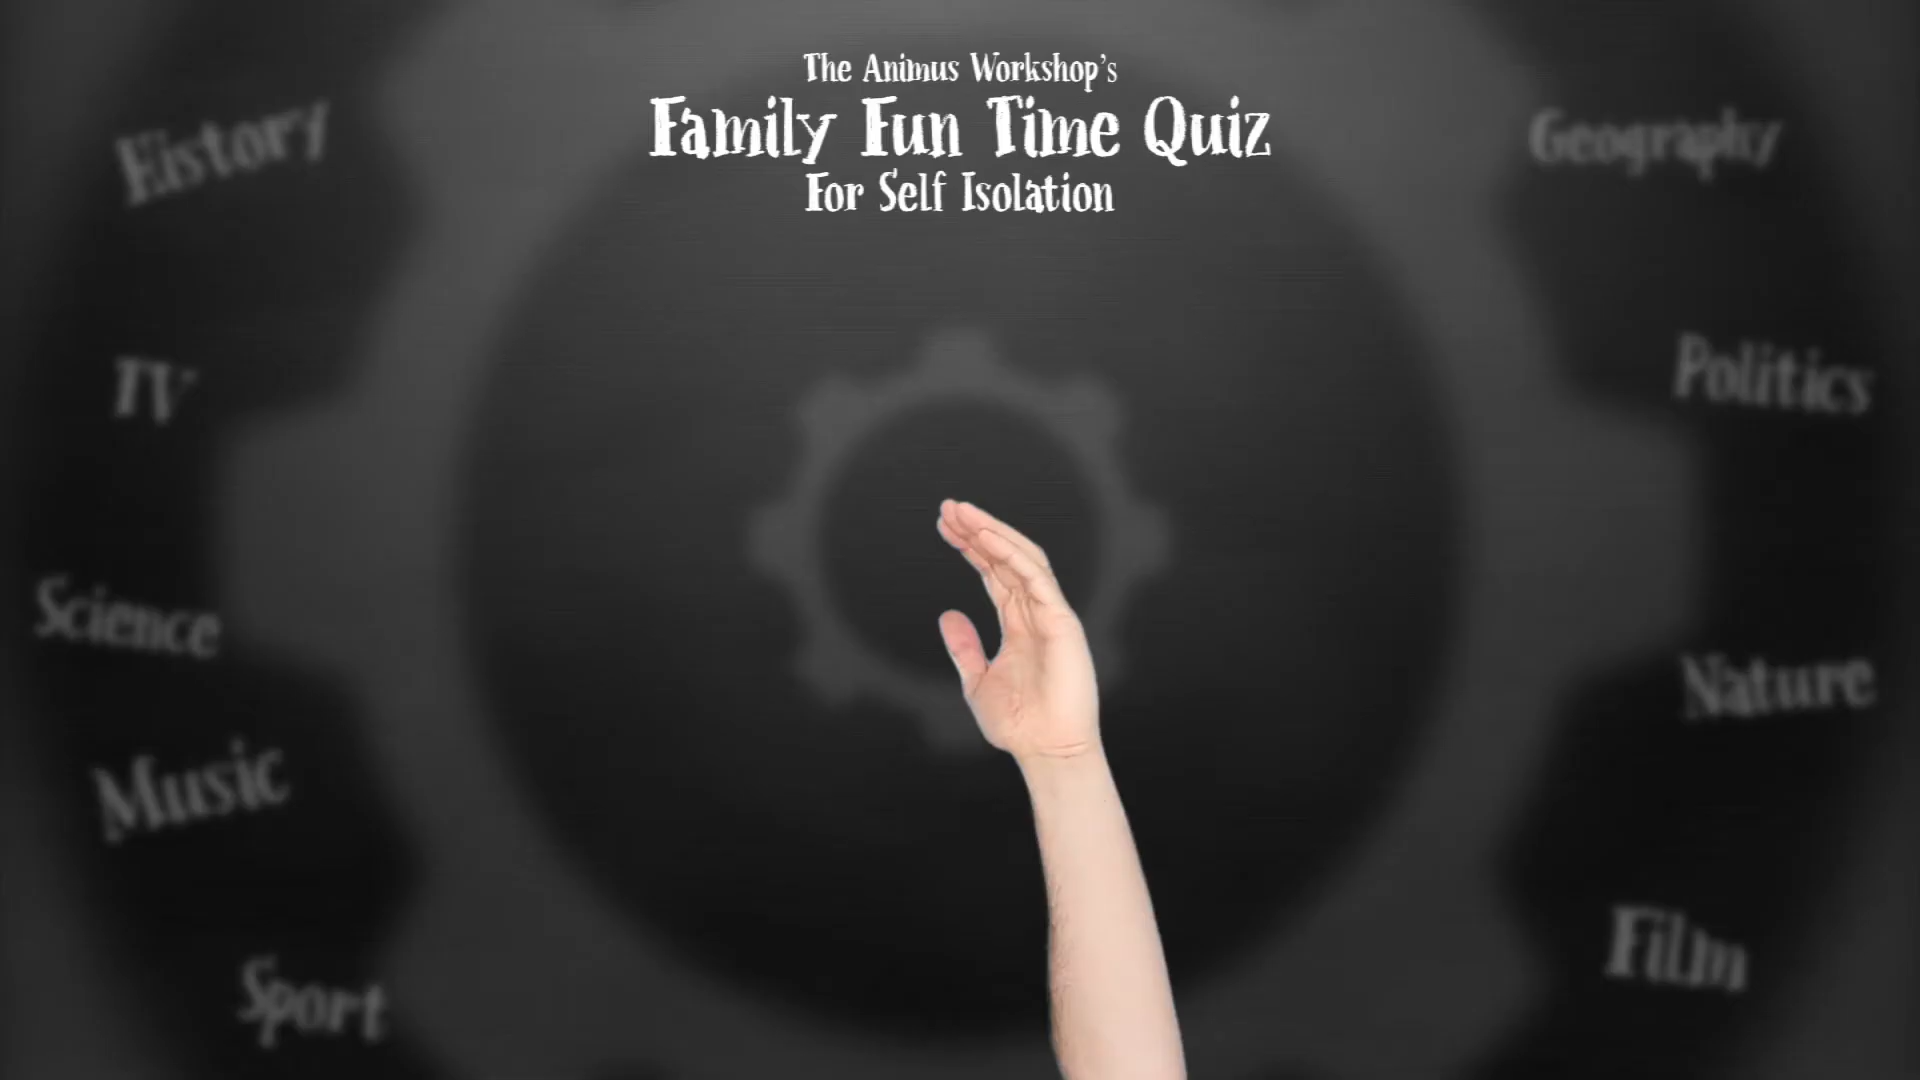 The Animus Workshop's
Family Fun Time Quiz
For Self Isolation
History
Geography
TV
Politics
Science
Nature
Music
Film
Sport